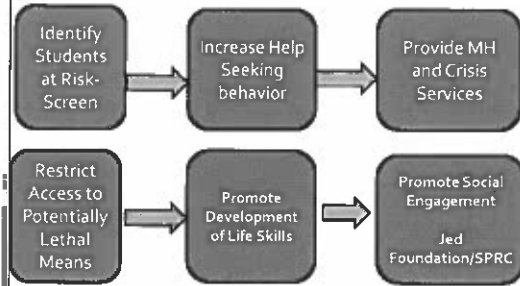 Identify
Students
at Risk-
Screen
Increase Help
Seeking
behavior
Provide MH
and Crisis
Services
Restrict
Access to
Potentially
Lethal
Means
Promote
Development
of Life Skills
Promote Social
Engagement
Jed
Foundation/SPRC